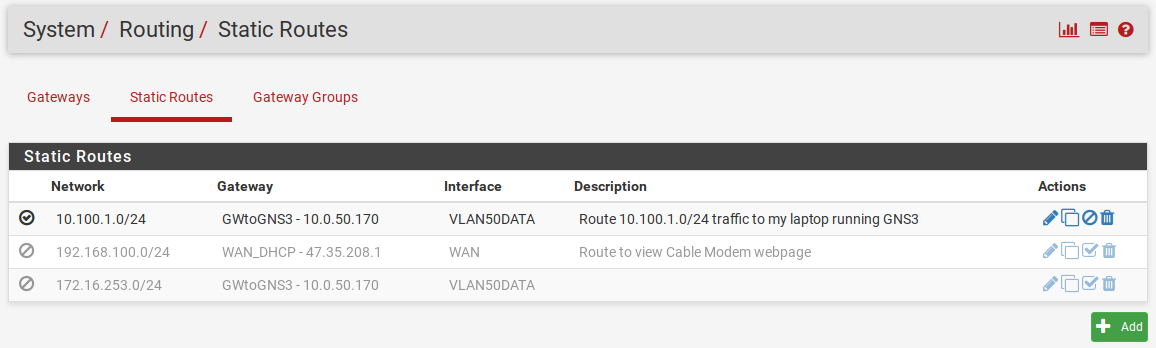 System / Routing / Static Routes
Gateways Static Routes Gateway Groups
Static Routes
Network Gateway Interface Description Actions
10.100.1.0/24 GWtoGNS3 - 10.0.50.170 VLAN50DATA Route 10.100.1.0/24 traffic to my laptop running GNS3
192.168.100.0/24 WAN_DHCP - 47.35.208.1 WAN Route to view Cable Modem webpage
172.16.253.0/24 GWtoGNS3 - 10.0.50.170 VLAN50DATA
Add